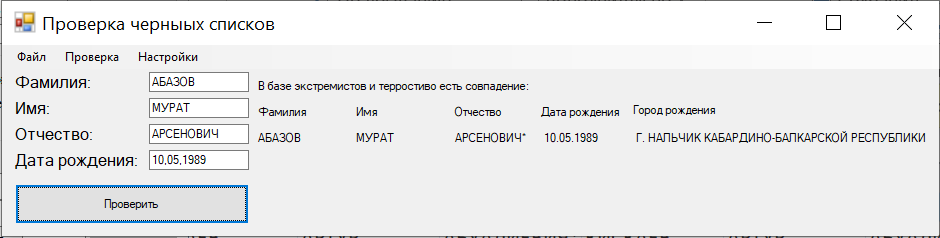 Проверка черныых списков
Файл Проверка Настройки
Фамилия: АБАЗОВ
Имя: МУРАТ
Отчество: АРСЕНОВИЧ
Дата рождения: 10,05,1989
Проверить
В базе экстремистов и терростиво есть совпадение:
Фамилия Имя Отчество Дата рождения Город рождения
АБАЗОВ МУРАТ АРСЕНОВИЧ* 10.05.1989 Г. НАЛЬЧИК КАБАРДИНО-БАЛКАРСКОЙ РЕСПУБЛИКИ